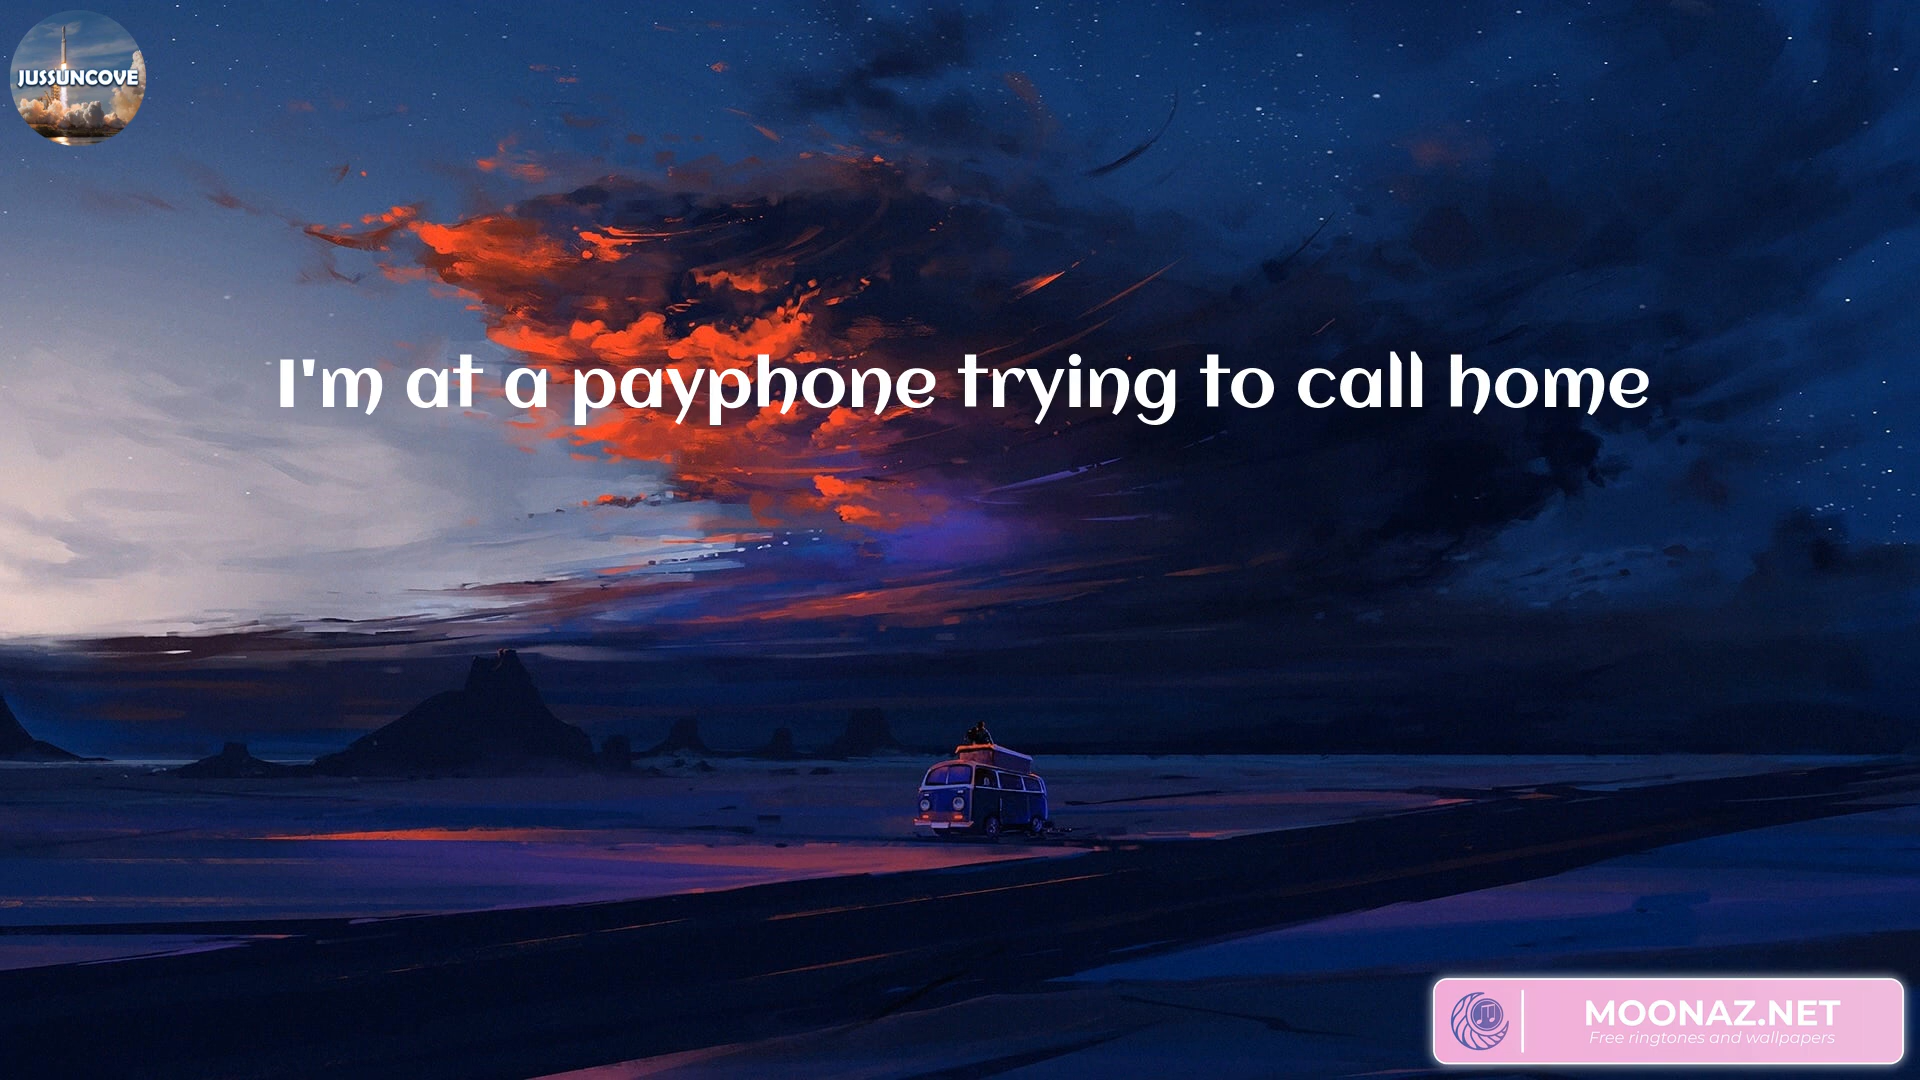 JUSSUNCOVE
I'm at a payphone trying to call home
MOONAZ.NET
Free ringtones and wallpapers